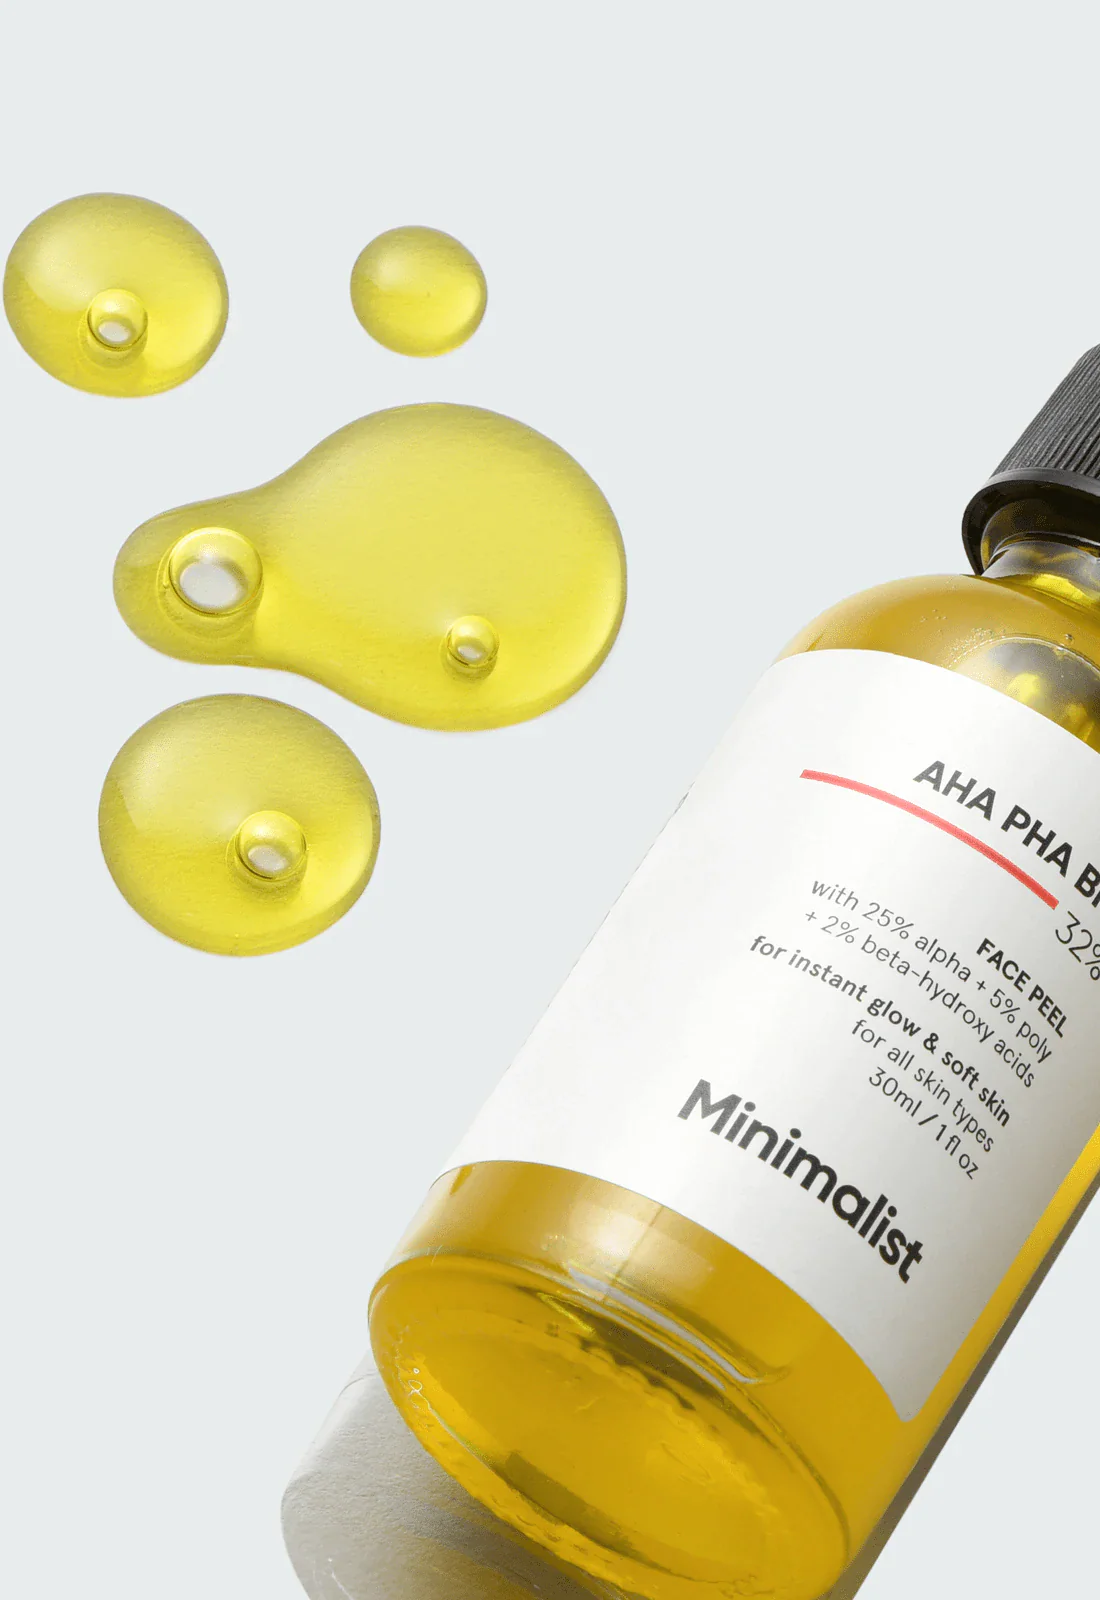 AHA PHA
32%
FACE PEEL
with 25% alpha + 5% poly
+ 2% beta-hydroxy acids
for instant glow & soft skin
for all skin types
30ml / 1 fl oz
Minimalist